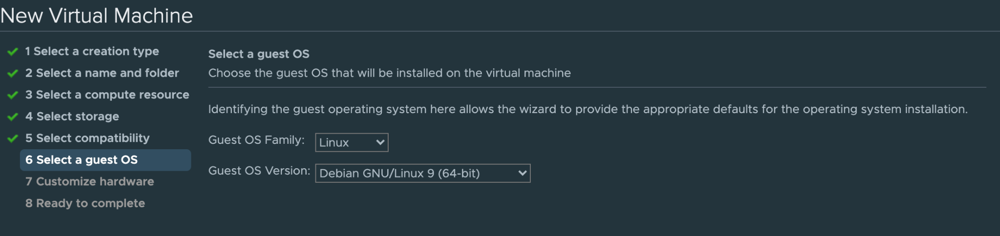 New Virtual Machine
1 Select a creation type
2 Select a name and folder
3 Select a compute resource
4 Select storage
5 Select compatibility
6 Select a guest OS
7 Customize hardware
8 Ready to complete
Select a guest OS
Choose the guest OS that will be installed on the virtual machine
Identifying the guest operating system here allows the wizard to provide the appropriate defaults for the operating system installation.
Guest OS Family: Linux
Guest OS Version: Debian GNU/Linux 9 (64-bit)